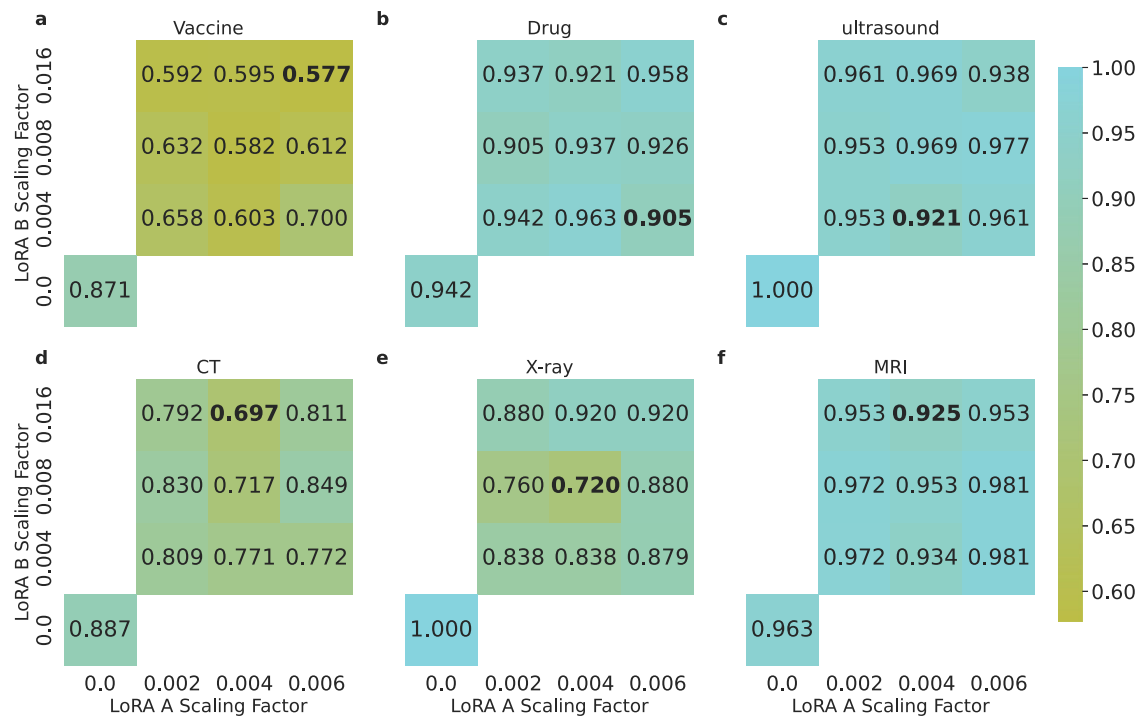 a
Vaccine
b
Drug
c
ultrasound
LoRA B Scaling Factor
0.016
0.592 0.595 0.577
0.937 0.921 0.958
0.961 0.969 0.938
0.008
0.632 0.582 0.612
0.905 0.937 0.926
0.953 0.969 0.977
0.004
0.658 0.603 0.700
0.942 0.963 0.905
0.953 0.921 0.961
0.0
0.871
0.942
1.000
d
CT
e
X-ray
f
MRI
LoRA B Scaling Factor
0.016
0.792 0.697 0.811
0.880 0.920 0.920
0.953 0.925 0.953
0.008
0.830 0.717 0.849
0.760 0.720 0.880
0.972 0.953 0.981
0.004
0.809 0.771 0.772
0.838 0.838 0.879
0.972 0.934 0.981
0.0
0.887
1.000
0.963
0.0 0.002 0.004 0.006
LoRA A Scaling Factor
0.0 0.002 0.004 0.006
LoRA A Scaling Factor
0.0 0.002 0.004 0.006
LoRA A Scaling Factor
1.00
0.95
0.90
0.85
0.80
0.75
0.70
0.65
0.60